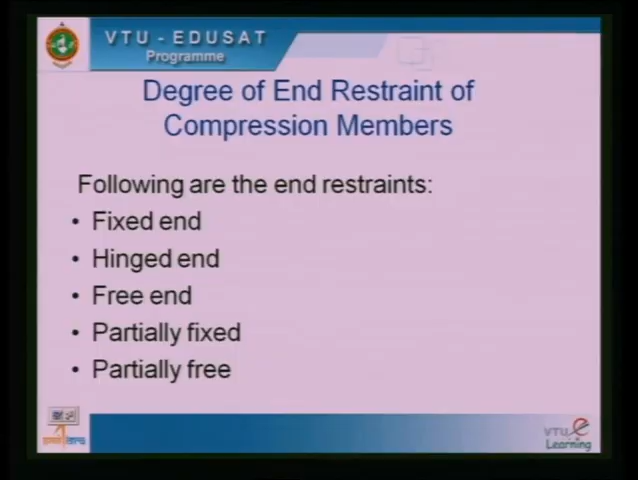 VTU - EDUSAT
Programme
Degree of End Restraint of
Compression Members
Following are the end restraints:
• Fixed end
• Hinged end
• Free end
• Partially fixed
• Partially free
VTU e
Learning